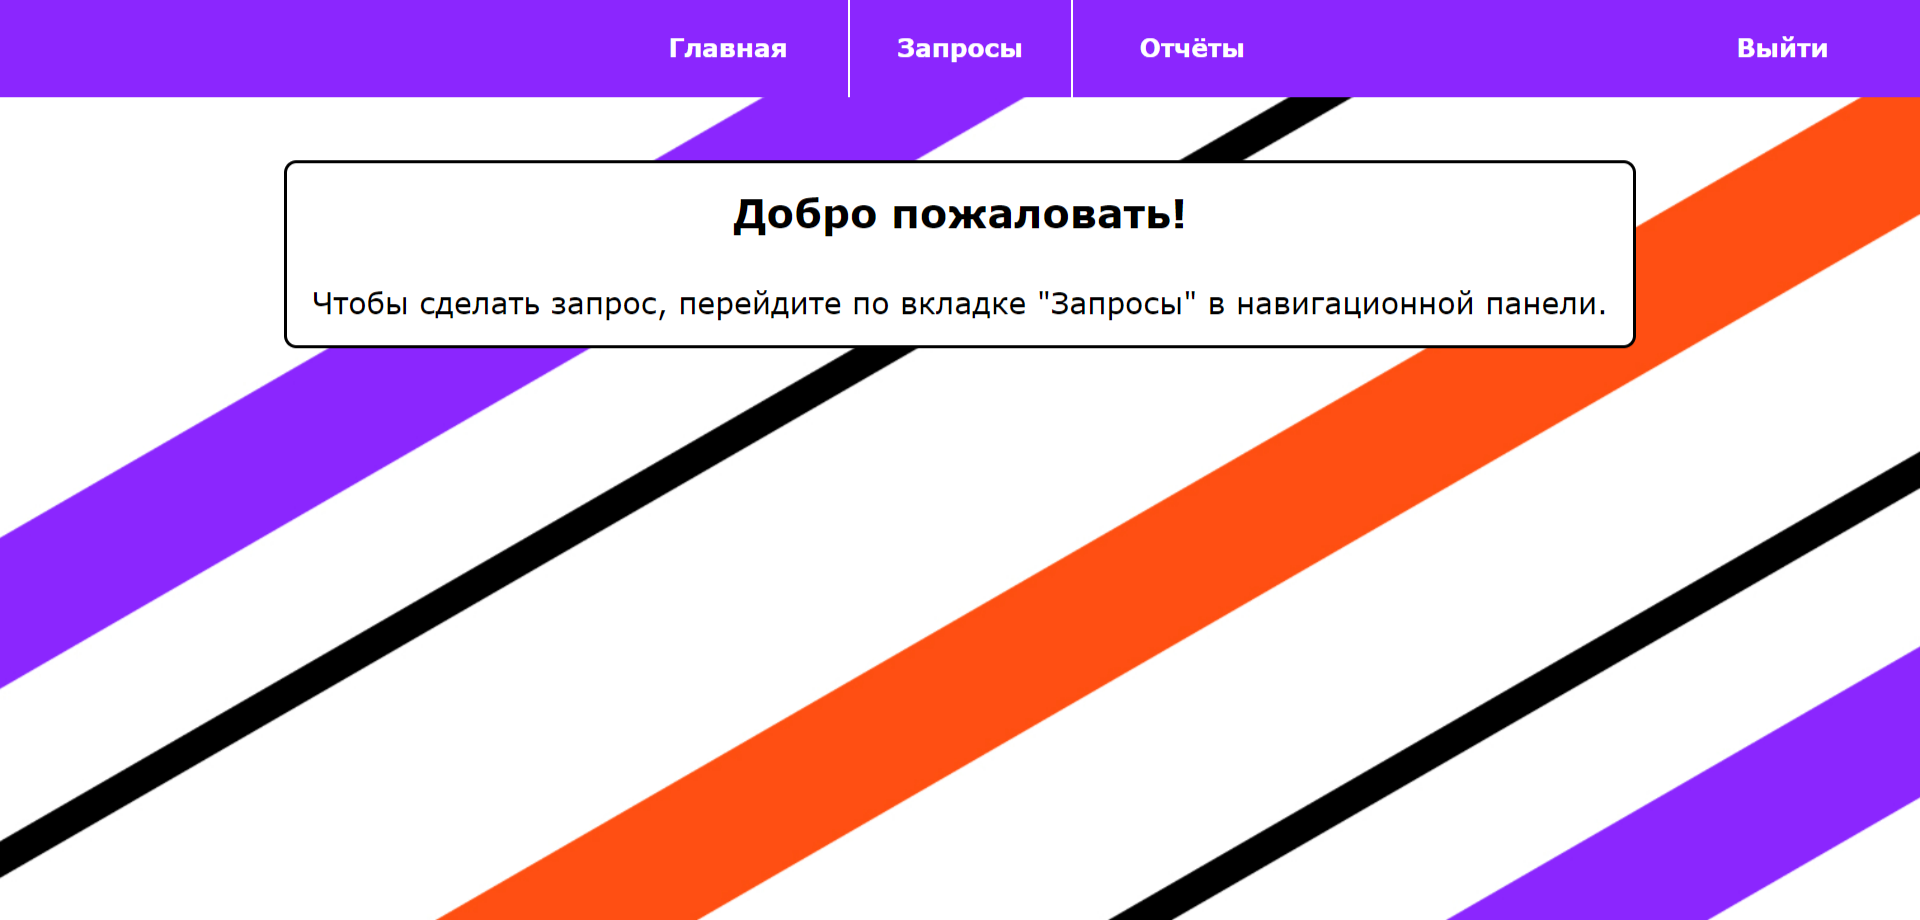 Главная Запросы Отчёты Выйти
Добро пожаловать!
Чтобы сделать запрос, перейдите по вкладке "Запросы" в навигационной панели.